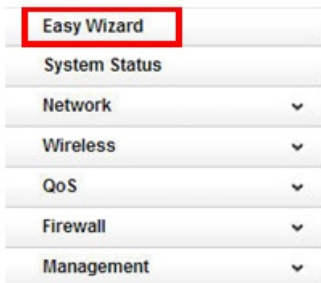 Easy Wizard
System Status
Network
Wireless
QoS
Firewall
Management